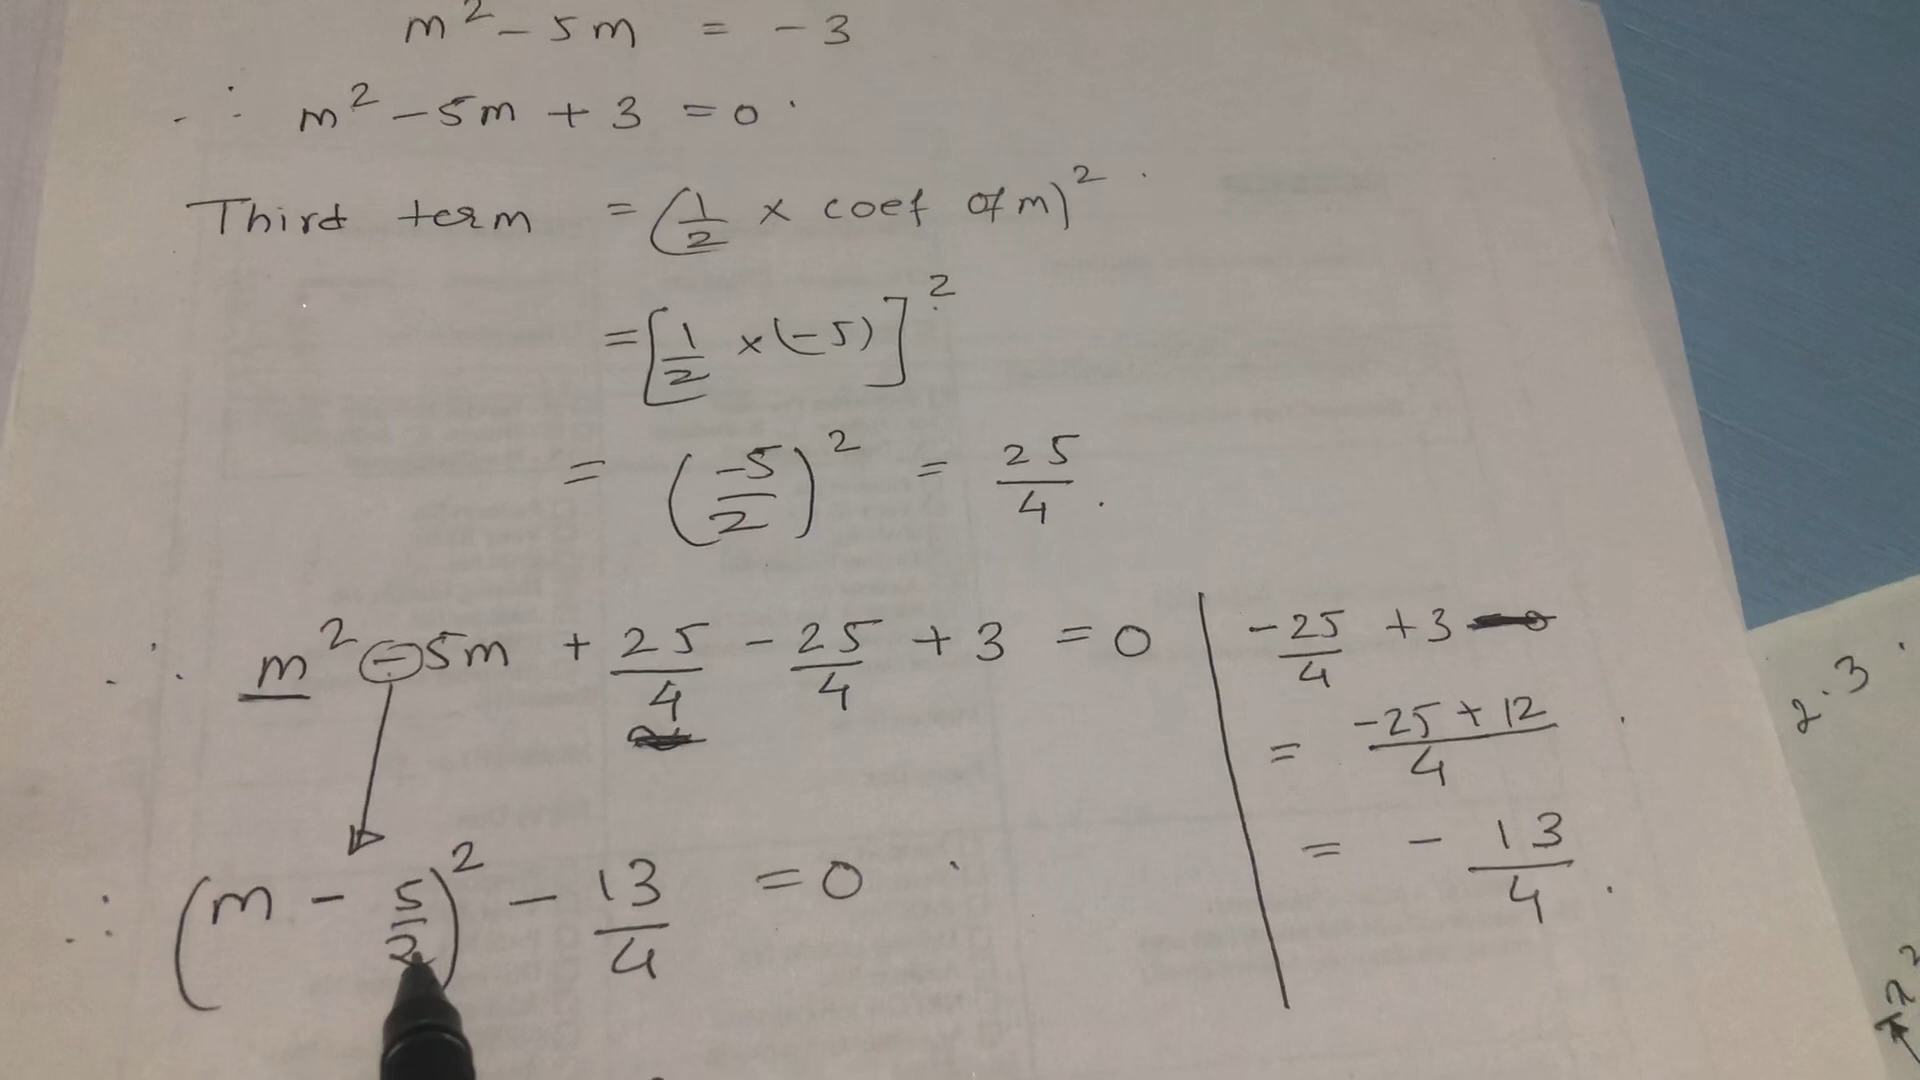 m² - 5m = -3
∴ m² - 5m + 3 = 0
Third term = (1/2 × coef of m)²
= [1/2 × (-5)]²
= (-5/2)² = 25/4
∴ m² - 5m + 25/4 - 25/4 + 3 = 0
∴ (m - 5/2)² - 13/4 = 0
-25/4 + 3
= -25 + 12/4
= - 13/4
2.3